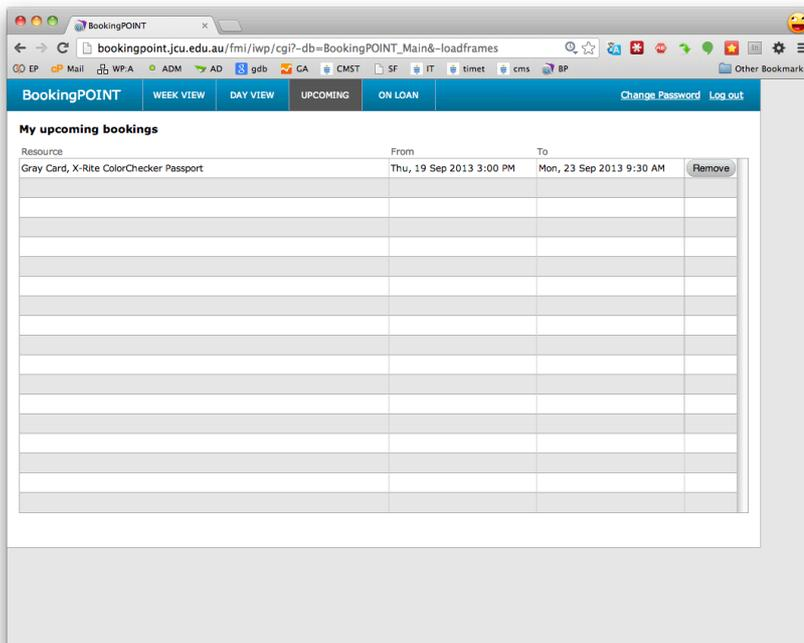 BookingPOINT
bookingpoint.jcu.edu.au/fmi/iwp/cgi?-db=BookingPOINT_Main&-loadframes
EP Mail WP:A ADM AD gdb GA CMST SF IT timet cms BP Other Bookmark
BookingPOINT WEEK VIEW DAY VIEW UPCOMING ON LOAN Change Password Log out
My upcoming bookings
Resource From To
Gray Card, X-Rite ColorChecker Passport Thu, 19 Sep 2013 3:00 PM Mon, 23 Sep 2013 9:30 AM Remove